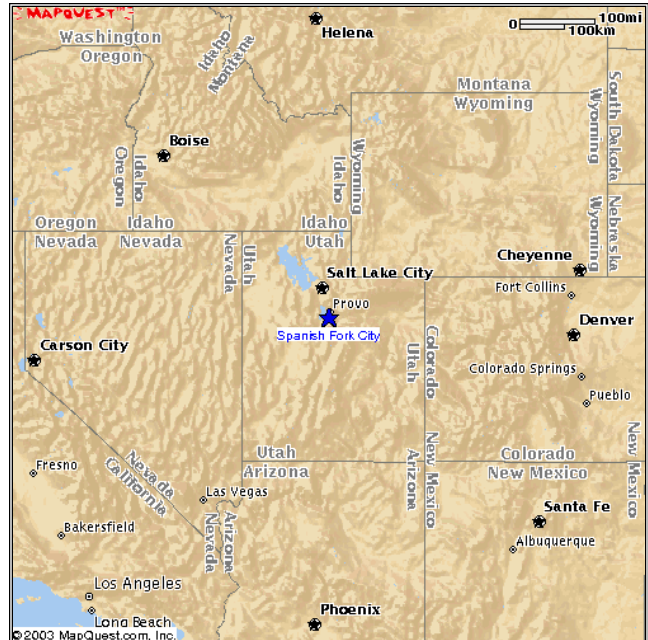 MAPQUEST™
0 100mi
100km
Helena
Washington
Oregon
Idaho
Montana
Montana
Wyoming
South Dakota
Wyoming
Boise
Oregon
Idaho
Wyoming
Idaho
Nebraska
Wyoming
Oregon
Nevada
Idaho
Nevada
Idaho
Utah
Nevada
Utah
Cheyenne
Salt Lake City
Fort Collins
Provo
Denver
Spanish Fork City
Carson City
Colorado
Utah
Colorado Springs
Pueblo
Utah
Arizona
Colorado
New Mexico
New Mexico
Arizona
New Mexico
Fresno
Nevada
California
Las Vegas
Santa Fe
Bakersfield
Arizona
Nevada
Albuquerque
Los Angeles
Long Beach
Phoenix
©2003 MapQuest.com, Inc.